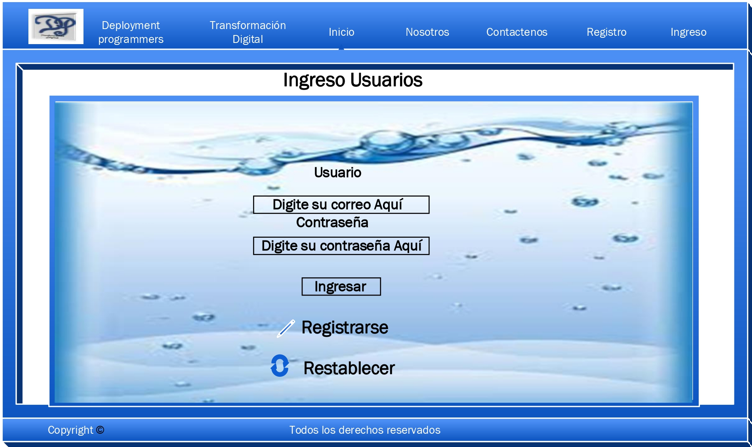 Deployment
programmers
Transformación
Digital
Inicio
Nosotros
Contactenos
Registro
Ingreso
Ingreso Usuarios
Usuario
Digite su correo Aquí
Contraseña
Digite su contraseña Aquí
Ingresar
Registrarse
Restablecer
Copyright ©
Todos los derechos reservados